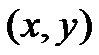 (x, y)